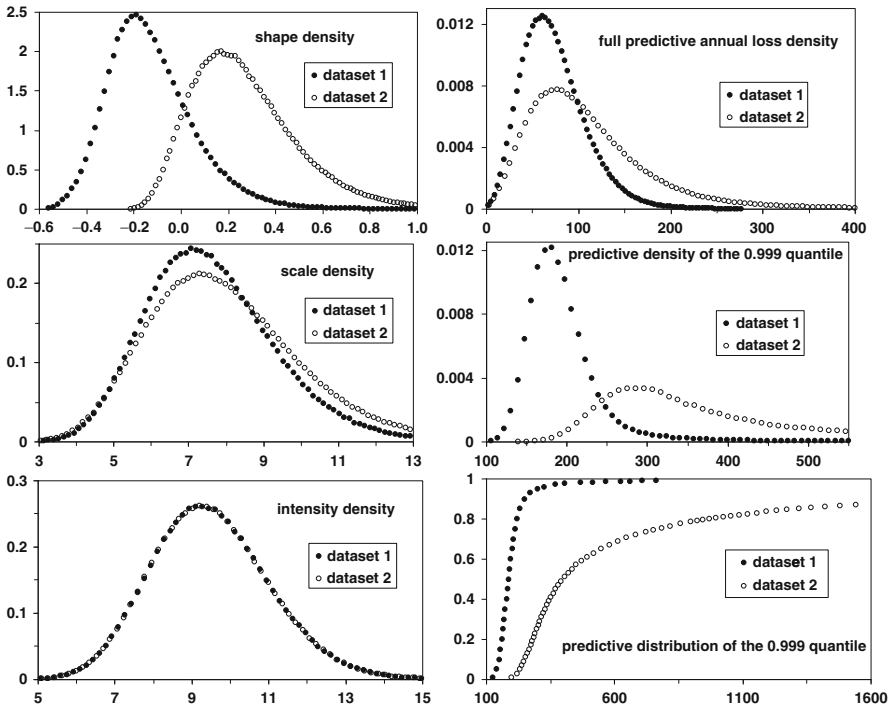 2.5
2
1.5
1
0.5
0
−0.6 −0.4 −0.2 0.0 0.2 0.4 0.6 0.8 1.0
shape density
dataset 1
dataset 2
0.012
0.008
0.004
0
0 100 200 300 400
full predictive annual loss density
dataset 1
dataset 2
0.2
0.1
0
3 5 7 9 11 13
scale density
dataset 1
dataset 2
0.012
0.008
0.004
0.000
100 200 300 400 500
predictive density of the 0.999 quantile
dataset 1
dataset 2
0.3
0.2
0.1
0
5 7 9 11 13 15
intensity density
dataset 1
dataset 2
1
0.8
0.6
0.4
0.2
0
100 600 1100 1600
dataset 1
dataset 2
predictive distribution of the 0.999 quantile